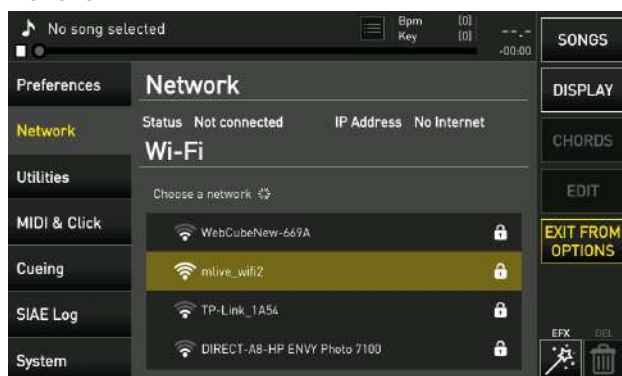 No song selected
Bpm [0]
Key [0]
--.-
-00:00
SONGS
Preferences
Network
DISPLAY
Network
Status Not connected IP Address No Internet
CHORDS
Wi-Fi
Utilities
Choose a network
EDIT
MIDI & Click
WebCubeNew-669A
EXIT FROM
OPTIONS
Cueing
mlive_wifi2
SIAE Log
TP-Link_1A54
EFX DEL
System
DIRECT-A8-HP ENVY Photo 7100